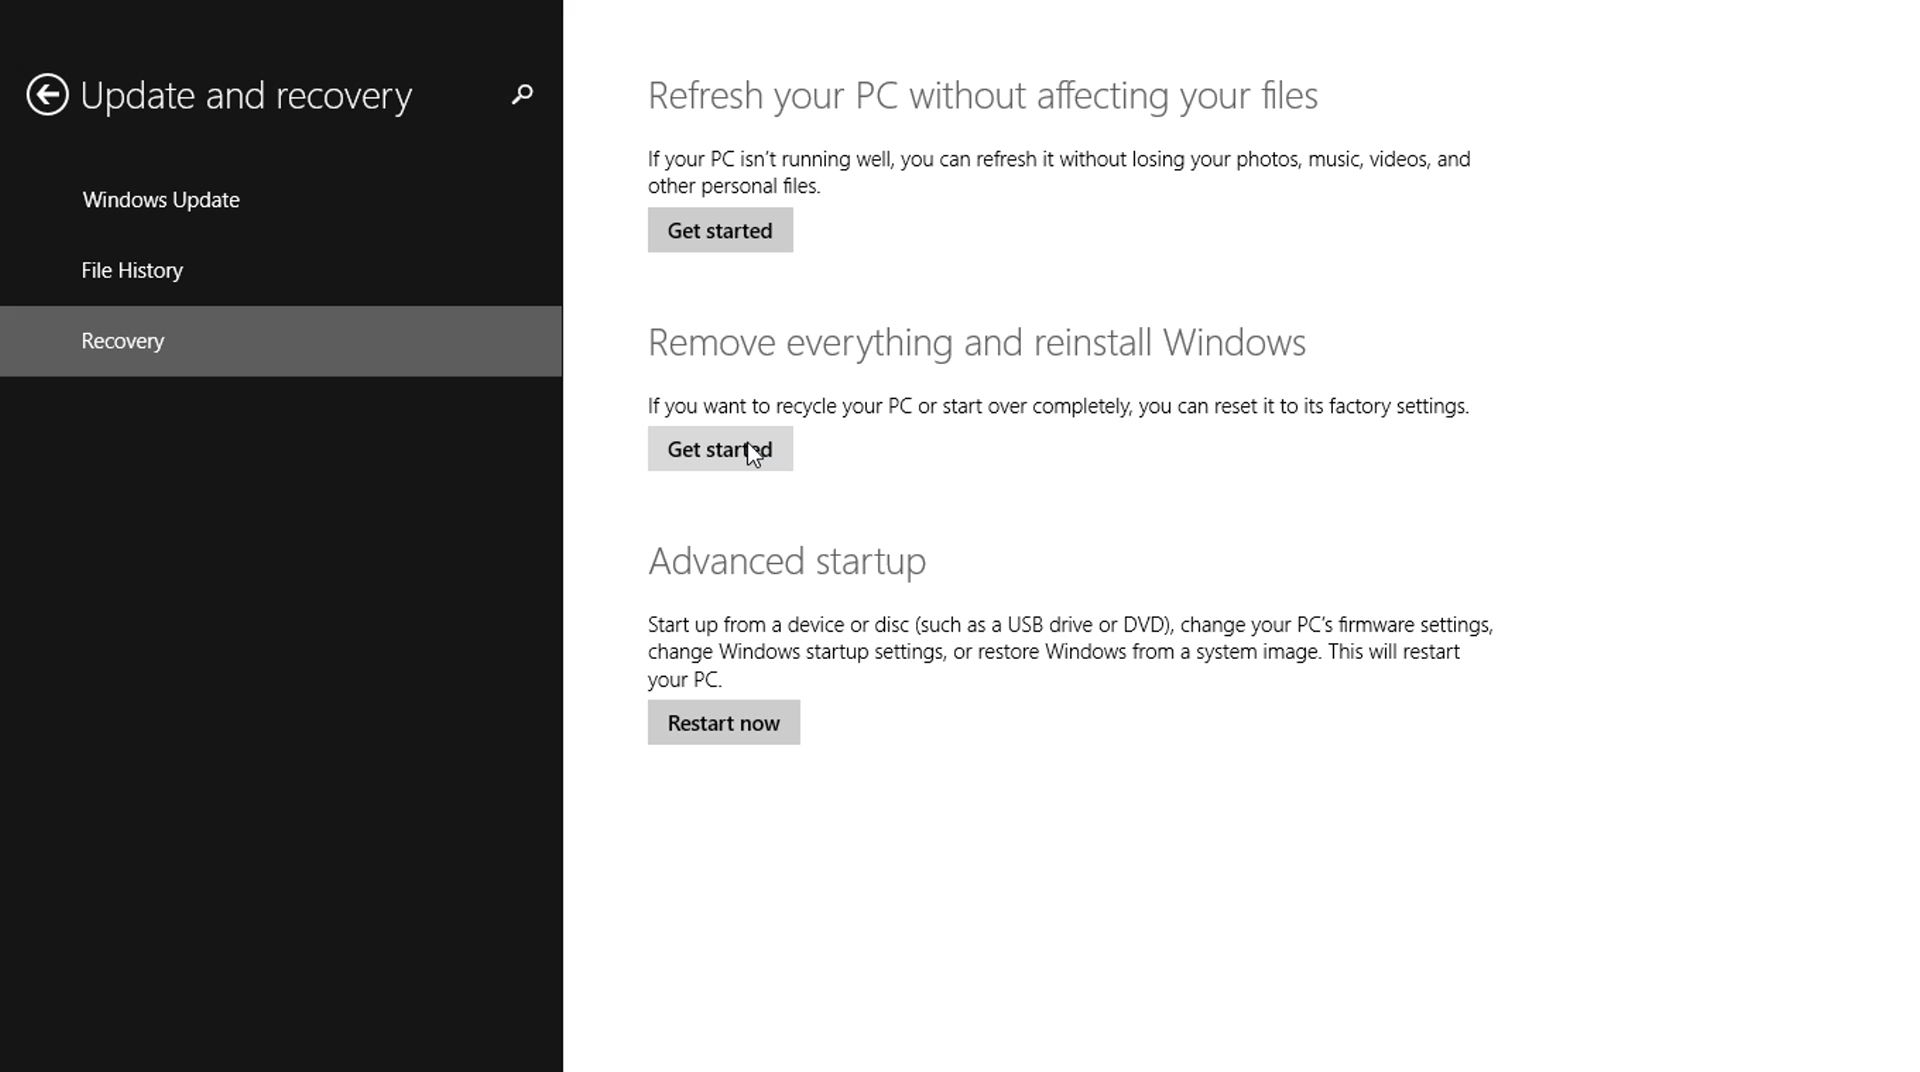 Update and recovery
Windows Update
File History
Recovery
Refresh your PC without affecting your files
If your PC isn't running well, you can refresh it without losing your photos, music, videos, and
other personal files.
Get started
Remove everything and reinstall Windows
If you want to recycle your PC or start over completely, you can reset it to its factory settings.
Get started
Advanced startup
Start up from a device or disc (such as a USB drive or DVD), change your PC's firmware settings,
change Windows startup settings, or restore Windows from a system image. This will restart
your PC.
Restart now